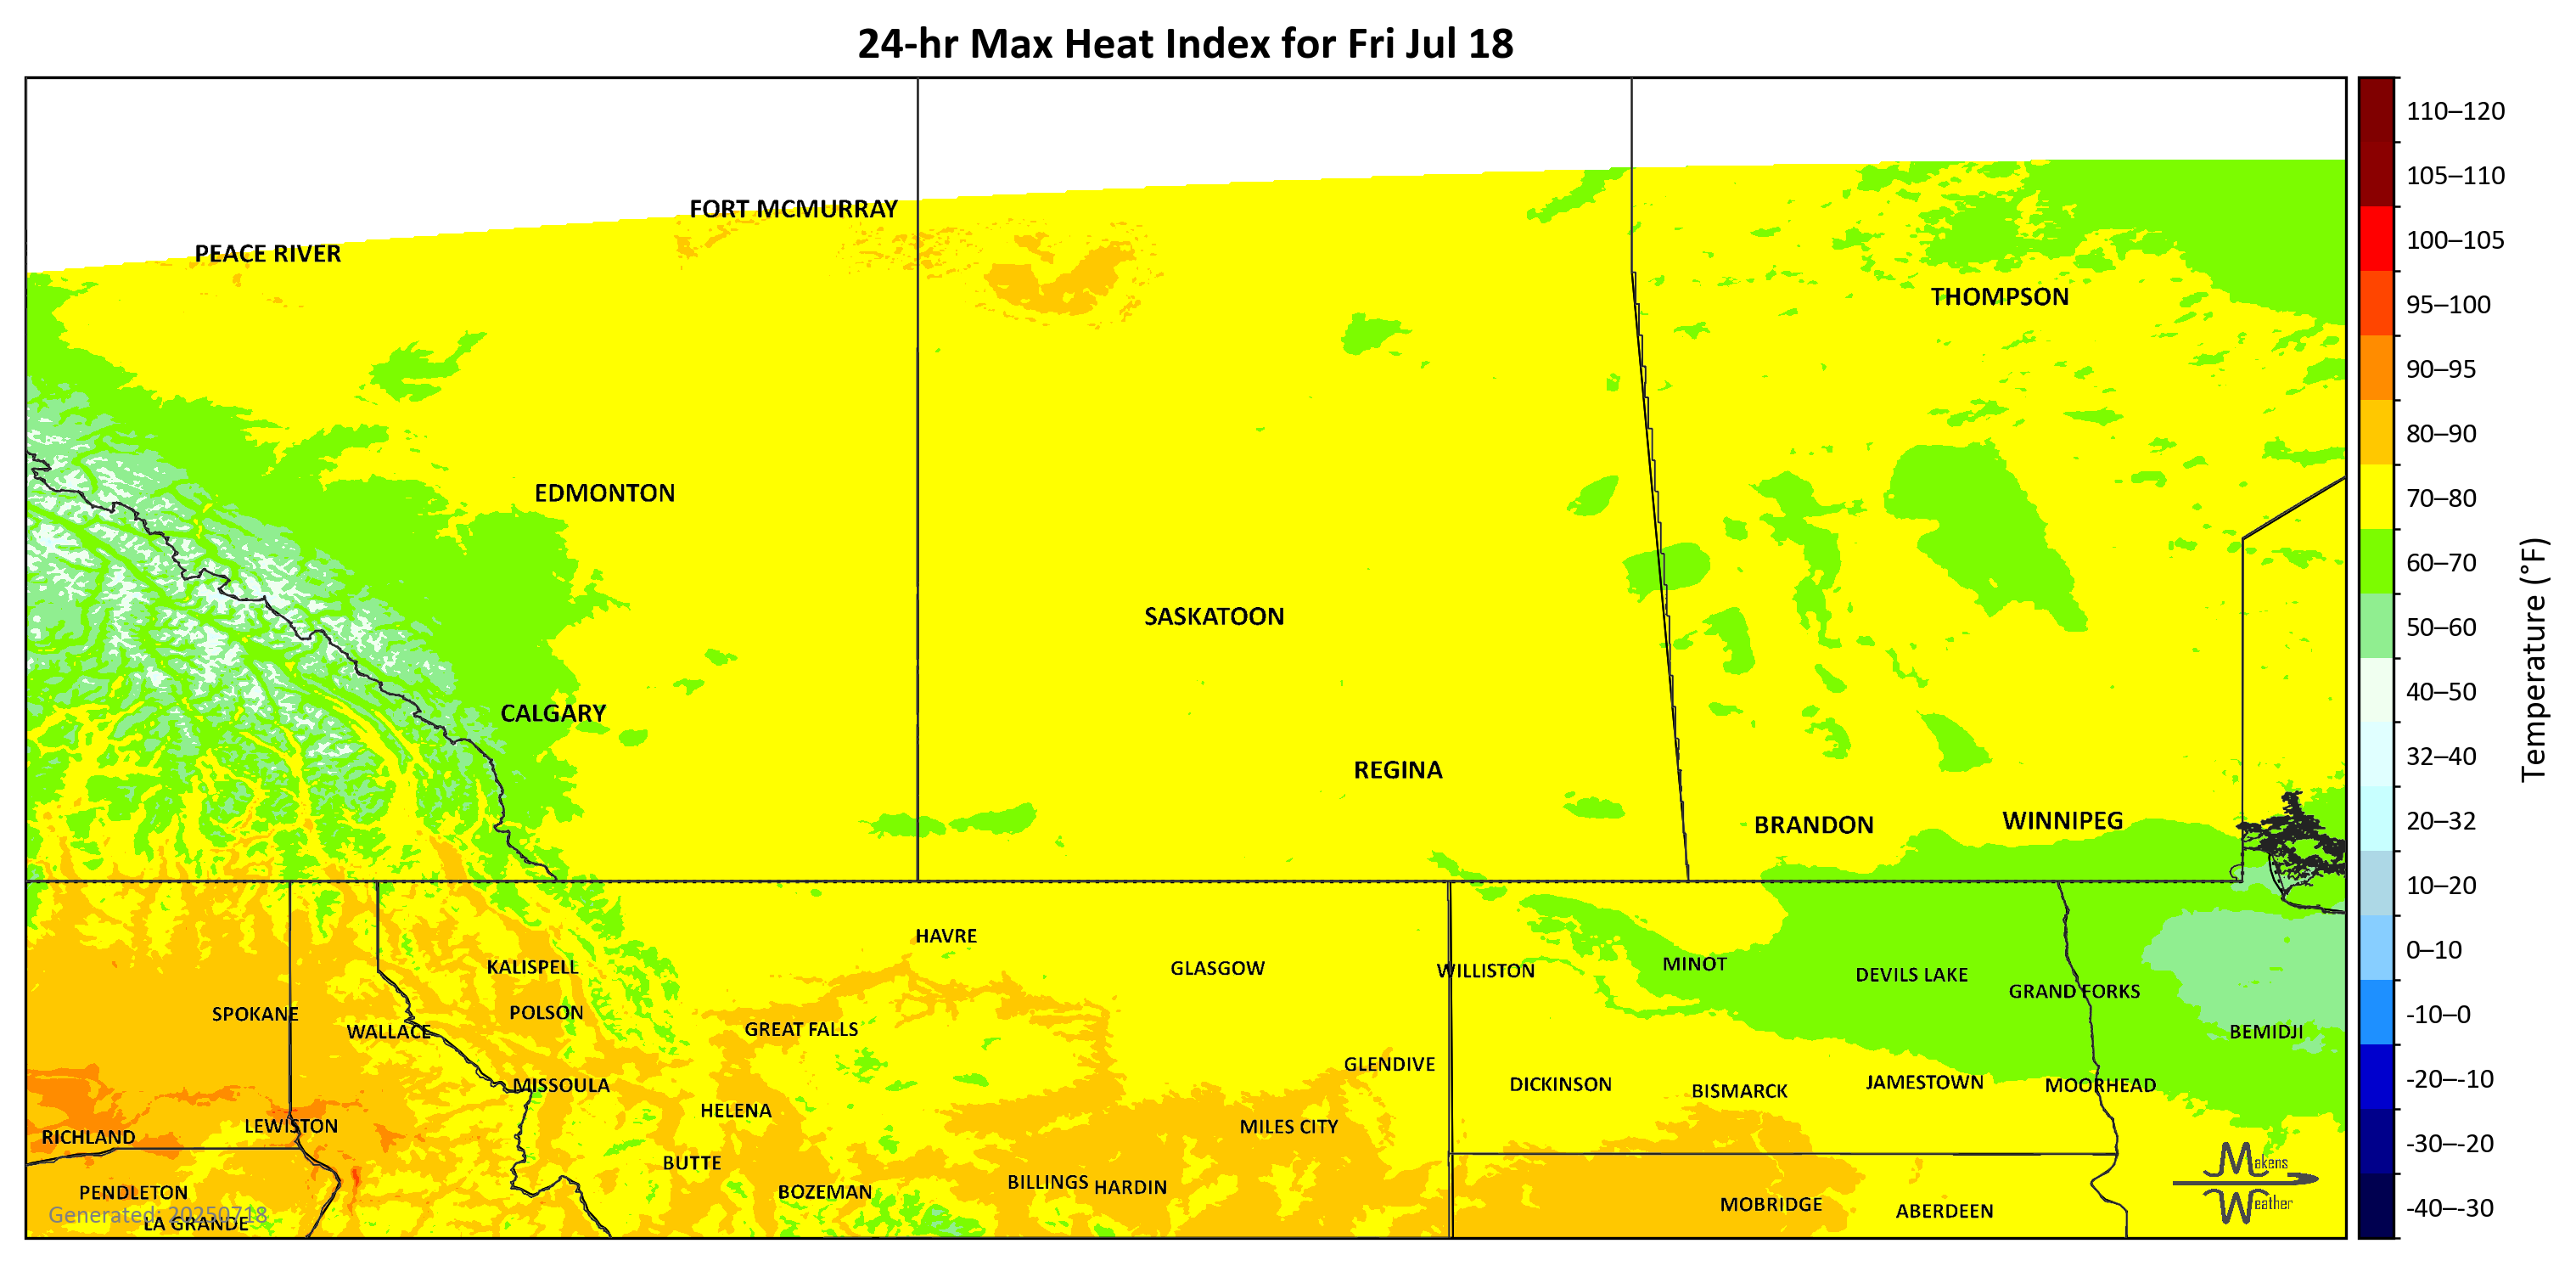 24-hr Max Heat Index for Fri Jul 18
FORT MCMURRAY
PEACE RIVER
THOMPSON
EDMONTON
SASKATOON
CALGARY
REGINA
BRANDON
WINNIPEG
HAVRE
KALISPELL
GLASGOW
WILLISTON
MINOT
DEVILS LAKE
GRAND FORKS
SPOKANE
POLSON
WALLACE
GREAT FALLS
BEMIDJI
GLENDIVE
MISSOULA
DICKINSON
BISMARCK
JAMESTOWN
MOORHEAD
HELENA
LEWISTON
MILES CITY
RICHLAND
BUTTE
PENDLETON
BOZEMAN
BILLINGS
HARDIN
MOBRIDGE
ABERDEEN
Generated: 20250718
LA GRANDE
Makens
Weather
110–120
105–110
100–105
95–100
90–95
80–90
70–80
60–70
50–60
40–50
32–40
20–32
10–20
0–10
-10–0
-20–-10
-30–-20
-40–-30
Temperature (°F)